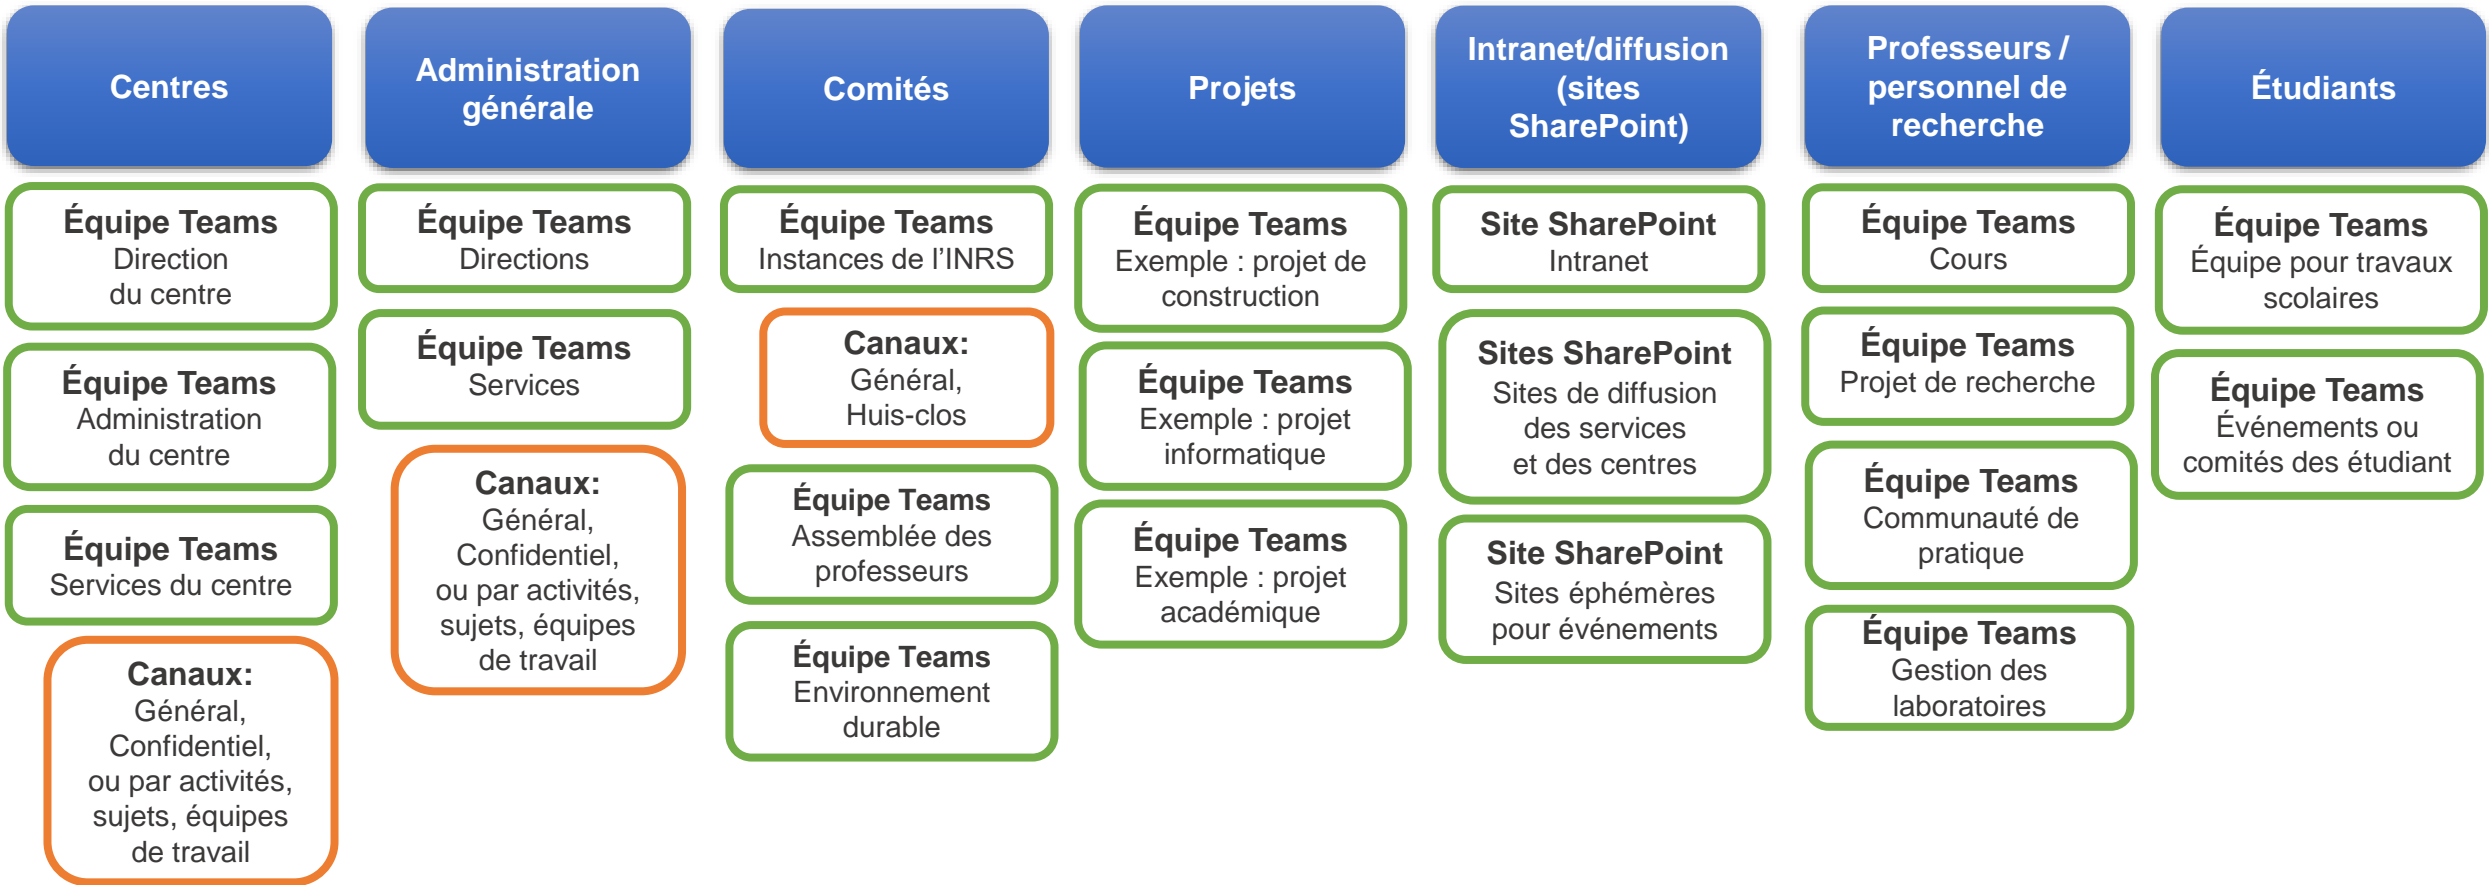 Centres
Équipe Teams
Direction
du centre
Équipe Teams
Administration
du centre
Équipe Teams
Services du centre
Canaux:
Général,
Confidentiel,
ou par activités,
sujets, équipes
de travail
Administration
générale
Équipe Teams
Directions
Équipe Teams
Services
Canaux:
Général,
Confidentiel,
ou par activités,
sujets, équipes
de travail
Comités
Équipe Teams
Instances de l’INRS
Canaux:
Général,
Huis-clos
Équipe Teams
Assemblée des
professeurs
Équipe Teams
Environnement
durable
Projets
Équipe Teams
Exemple : projet de
construction
Équipe Teams
Exemple : projet
informatique
Équipe Teams
Exemple : projet
académique
Intranet/diffusion
(sites
SharePoint)
Site SharePoint
Intranet
Sites SharePoint
Sites de diffusion
des services
et des centres
Site SharePoint
Sites éphémères
pour événements
Professeurs /
personnel de
recherche
Équipe Teams
Cours
Équipe Teams
Projet de recherche
Équipe Teams
Communauté de
pratique
Équipe Teams
Gestion des
laboratoires
Étudiants
Équipe Teams
Équipe pour travaux
scolaires
Équipe Teams
Événements ou
comités des étudiant